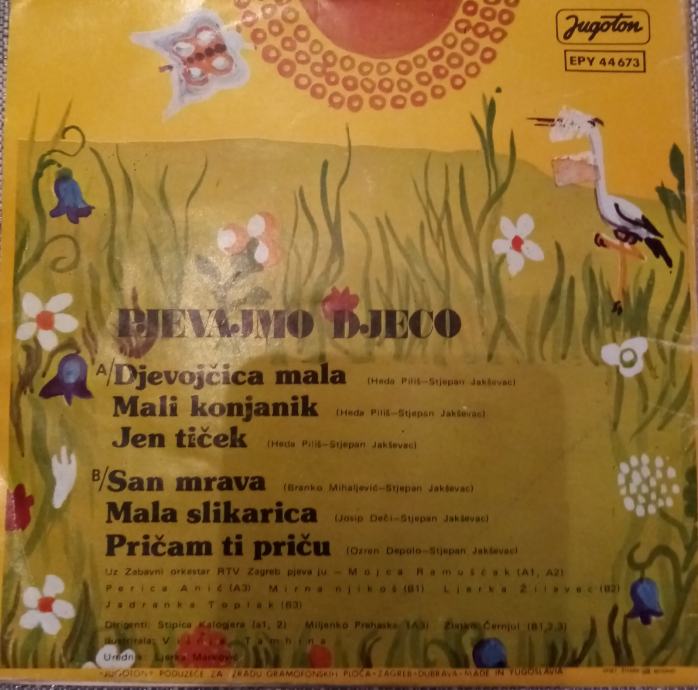 Jugoton
EPY 44673
PJEVAJMO DJECO
A/Djevojčica mala (Heda Piliš—Stjepan Jakševac)
Mali konjanik (Heda Piliš—Stjepan Jakševac)
Jen tiček (Heda Piliš—Stjepan Jakševac)
B/San mrava (Branko Mihaljević—Stjepan Jakševac)
Mala slikarica (Josip Deči—Stjepan Jakševac)
Pričam ti priču (Ozren Depolo—Stjepan Jakševac)
Uz Zabavni orkestar RTV Zagreb pjevaju — Mojca Ramušćak (A1, A2)
Perica Anić (A3) Mirna njikoš (B1) Ljerka Žilavec (B2)
Jadranka Toplak (B3)
Dirigenti: Stipica Kalogjera (a1, 2) Miljenko Prohaska (A3) Zlatko Černjul (B1,2,3)
Ilustrirala: Tamhina
Urednik: Ljerka Marković
»JUGOTON« PODUZEĆE ZA IZRADU GRAMOFONSKIH PLOČA—ZAGREB—DUBRAVA—MADE IN YUGOSLAVIA